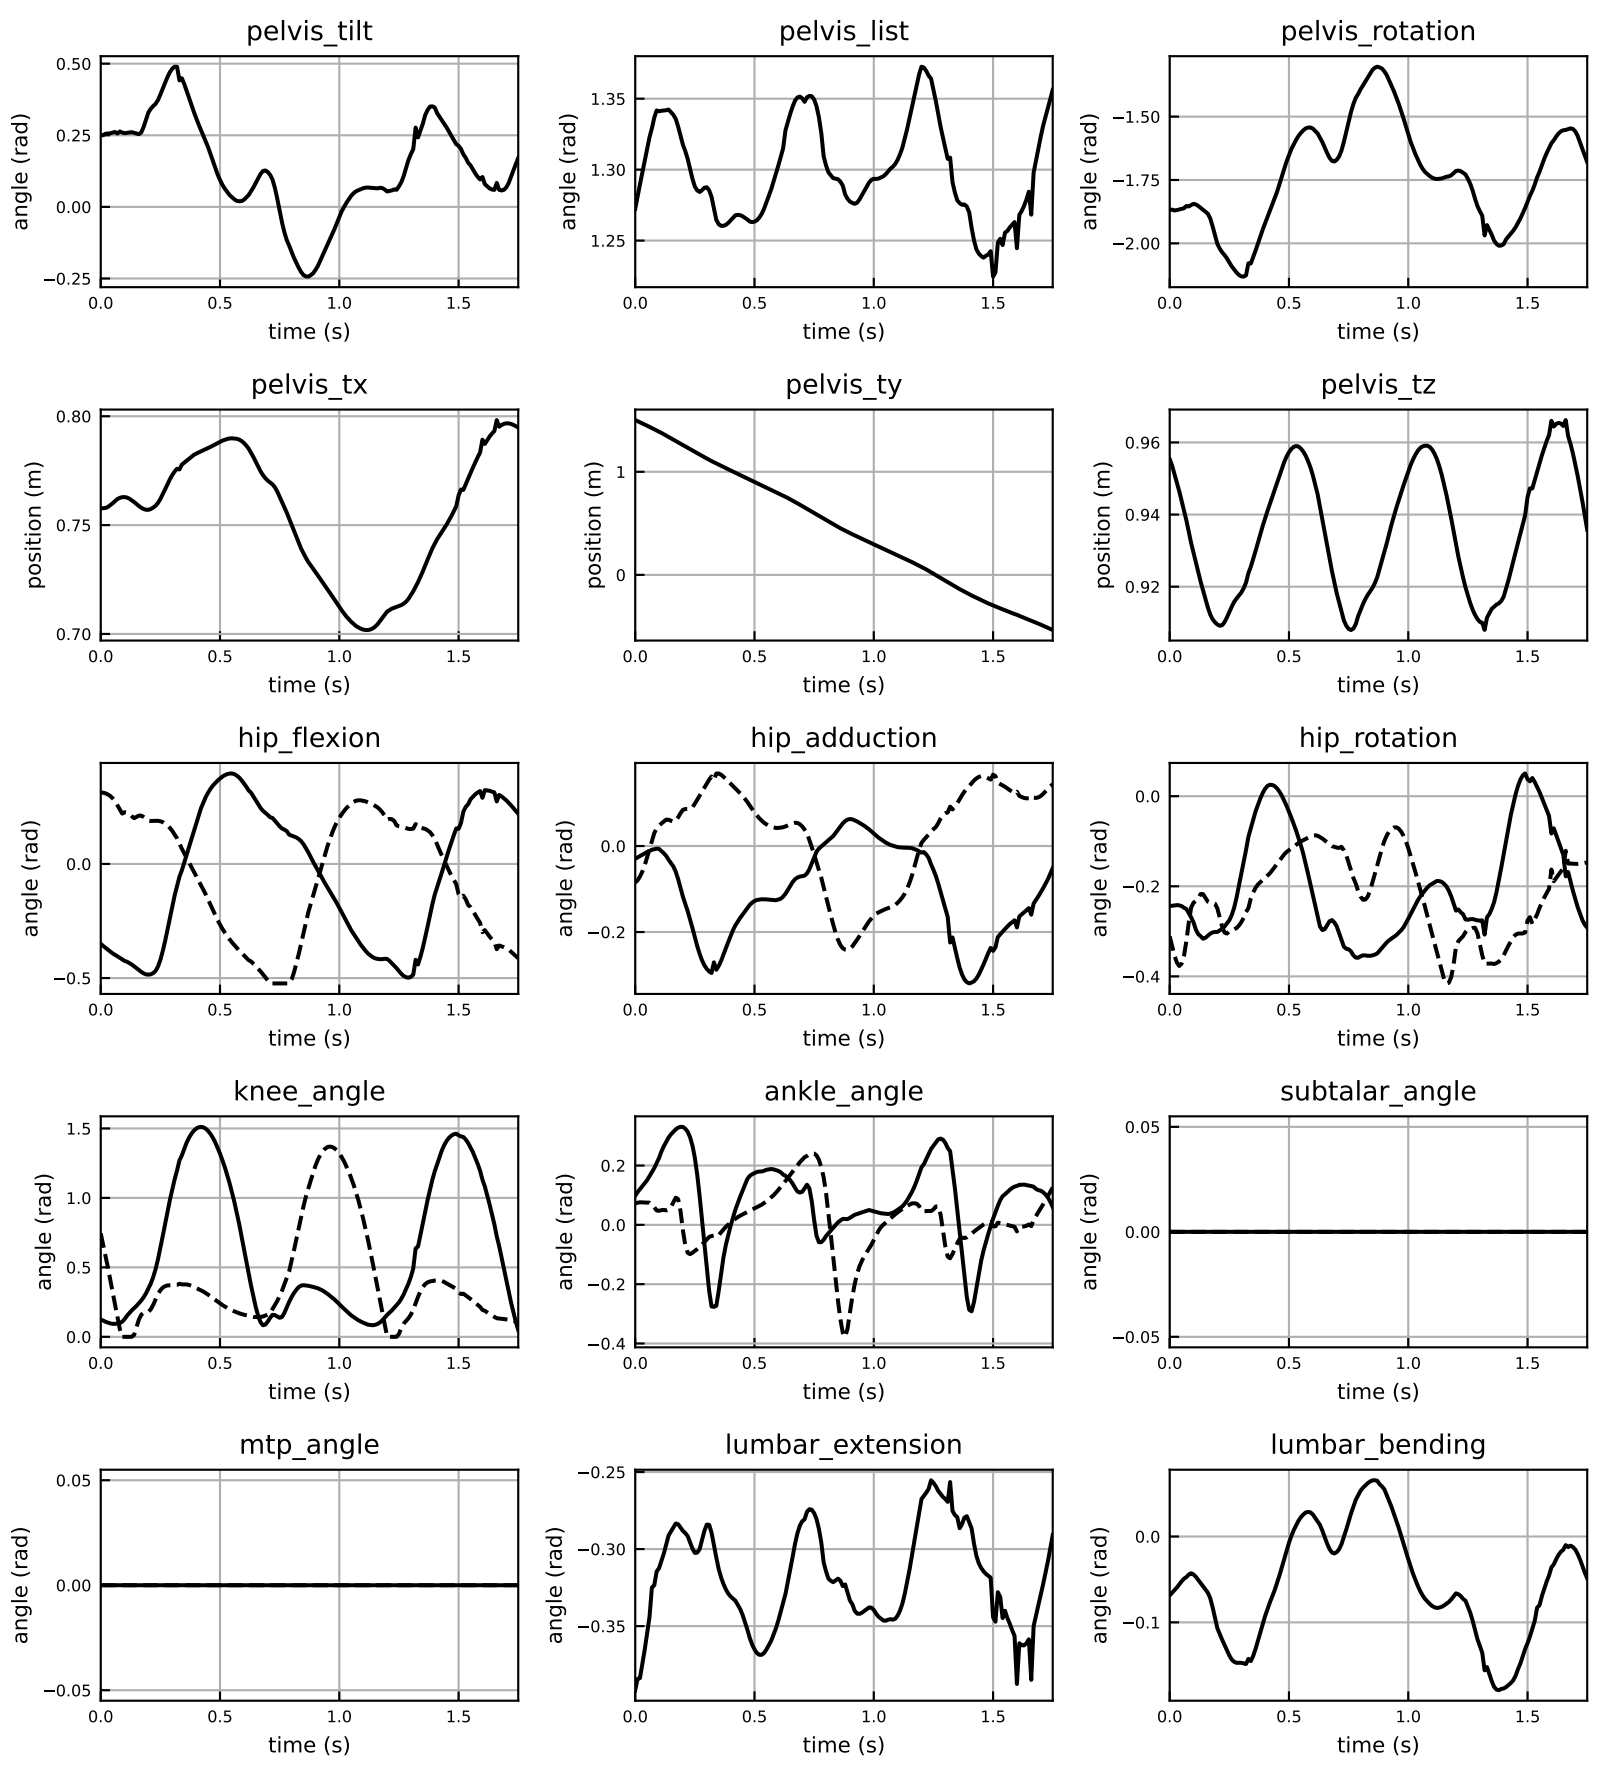 pelvis_tilt
angle (rad)
0.50
0.25
0.00
−0.25
0.0 0.5 1.0 1.5
time (s)
pelvis_list
angle (rad)
1.35
1.30
1.25
0.0 0.5 1.0 1.5
time (s)
pelvis_rotation
angle (rad)
−1.50
−1.75
−2.00
0.0 0.5 1.0 1.5
time (s)
pelvis_tx
position (m)
0.80
0.75
0.70
0.0 0.5 1.0 1.5
time (s)
pelvis_ty
position (m)
1
0
0.0 0.5 1.0 1.5
time (s)
pelvis_tz
position (m)
0.96
0.94
0.92
0.0 0.5 1.0 1.5
time (s)
hip_flexion
angle (rad)
0.0
−0.5
0.0 0.5 1.0 1.5
time (s)
hip_adduction
angle (rad)
0.0
−0.2
0.0 0.5 1.0 1.5
time (s)
hip_rotation
angle (rad)
0.0
−0.2
−0.4
0.0 0.5 1.0 1.5
time (s)
knee_angle
angle (rad)
1.5
1.0
0.5
0.0
0.0 0.5 1.0 1.5
time (s)
ankle_angle
angle (rad)
0.2
0.0
−0.2
−0.4
0.0 0.5 1.0 1.5
time (s)
subtalar_angle
angle (rad)
0.05
0.00
−0.05
0.0 0.5 1.0 1.5
time (s)
mtp_angle
angle (rad)
0.05
0.00
−0.05
0.0 0.5 1.0 1.5
time (s)
lumbar_extension
angle (rad)
−0.25
−0.30
−0.35
0.0 0.5 1.0 1.5
time (s)
lumbar_bending
angle (rad)
0.0
−0.1
0.0 0.5 1.0 1.5
time (s)